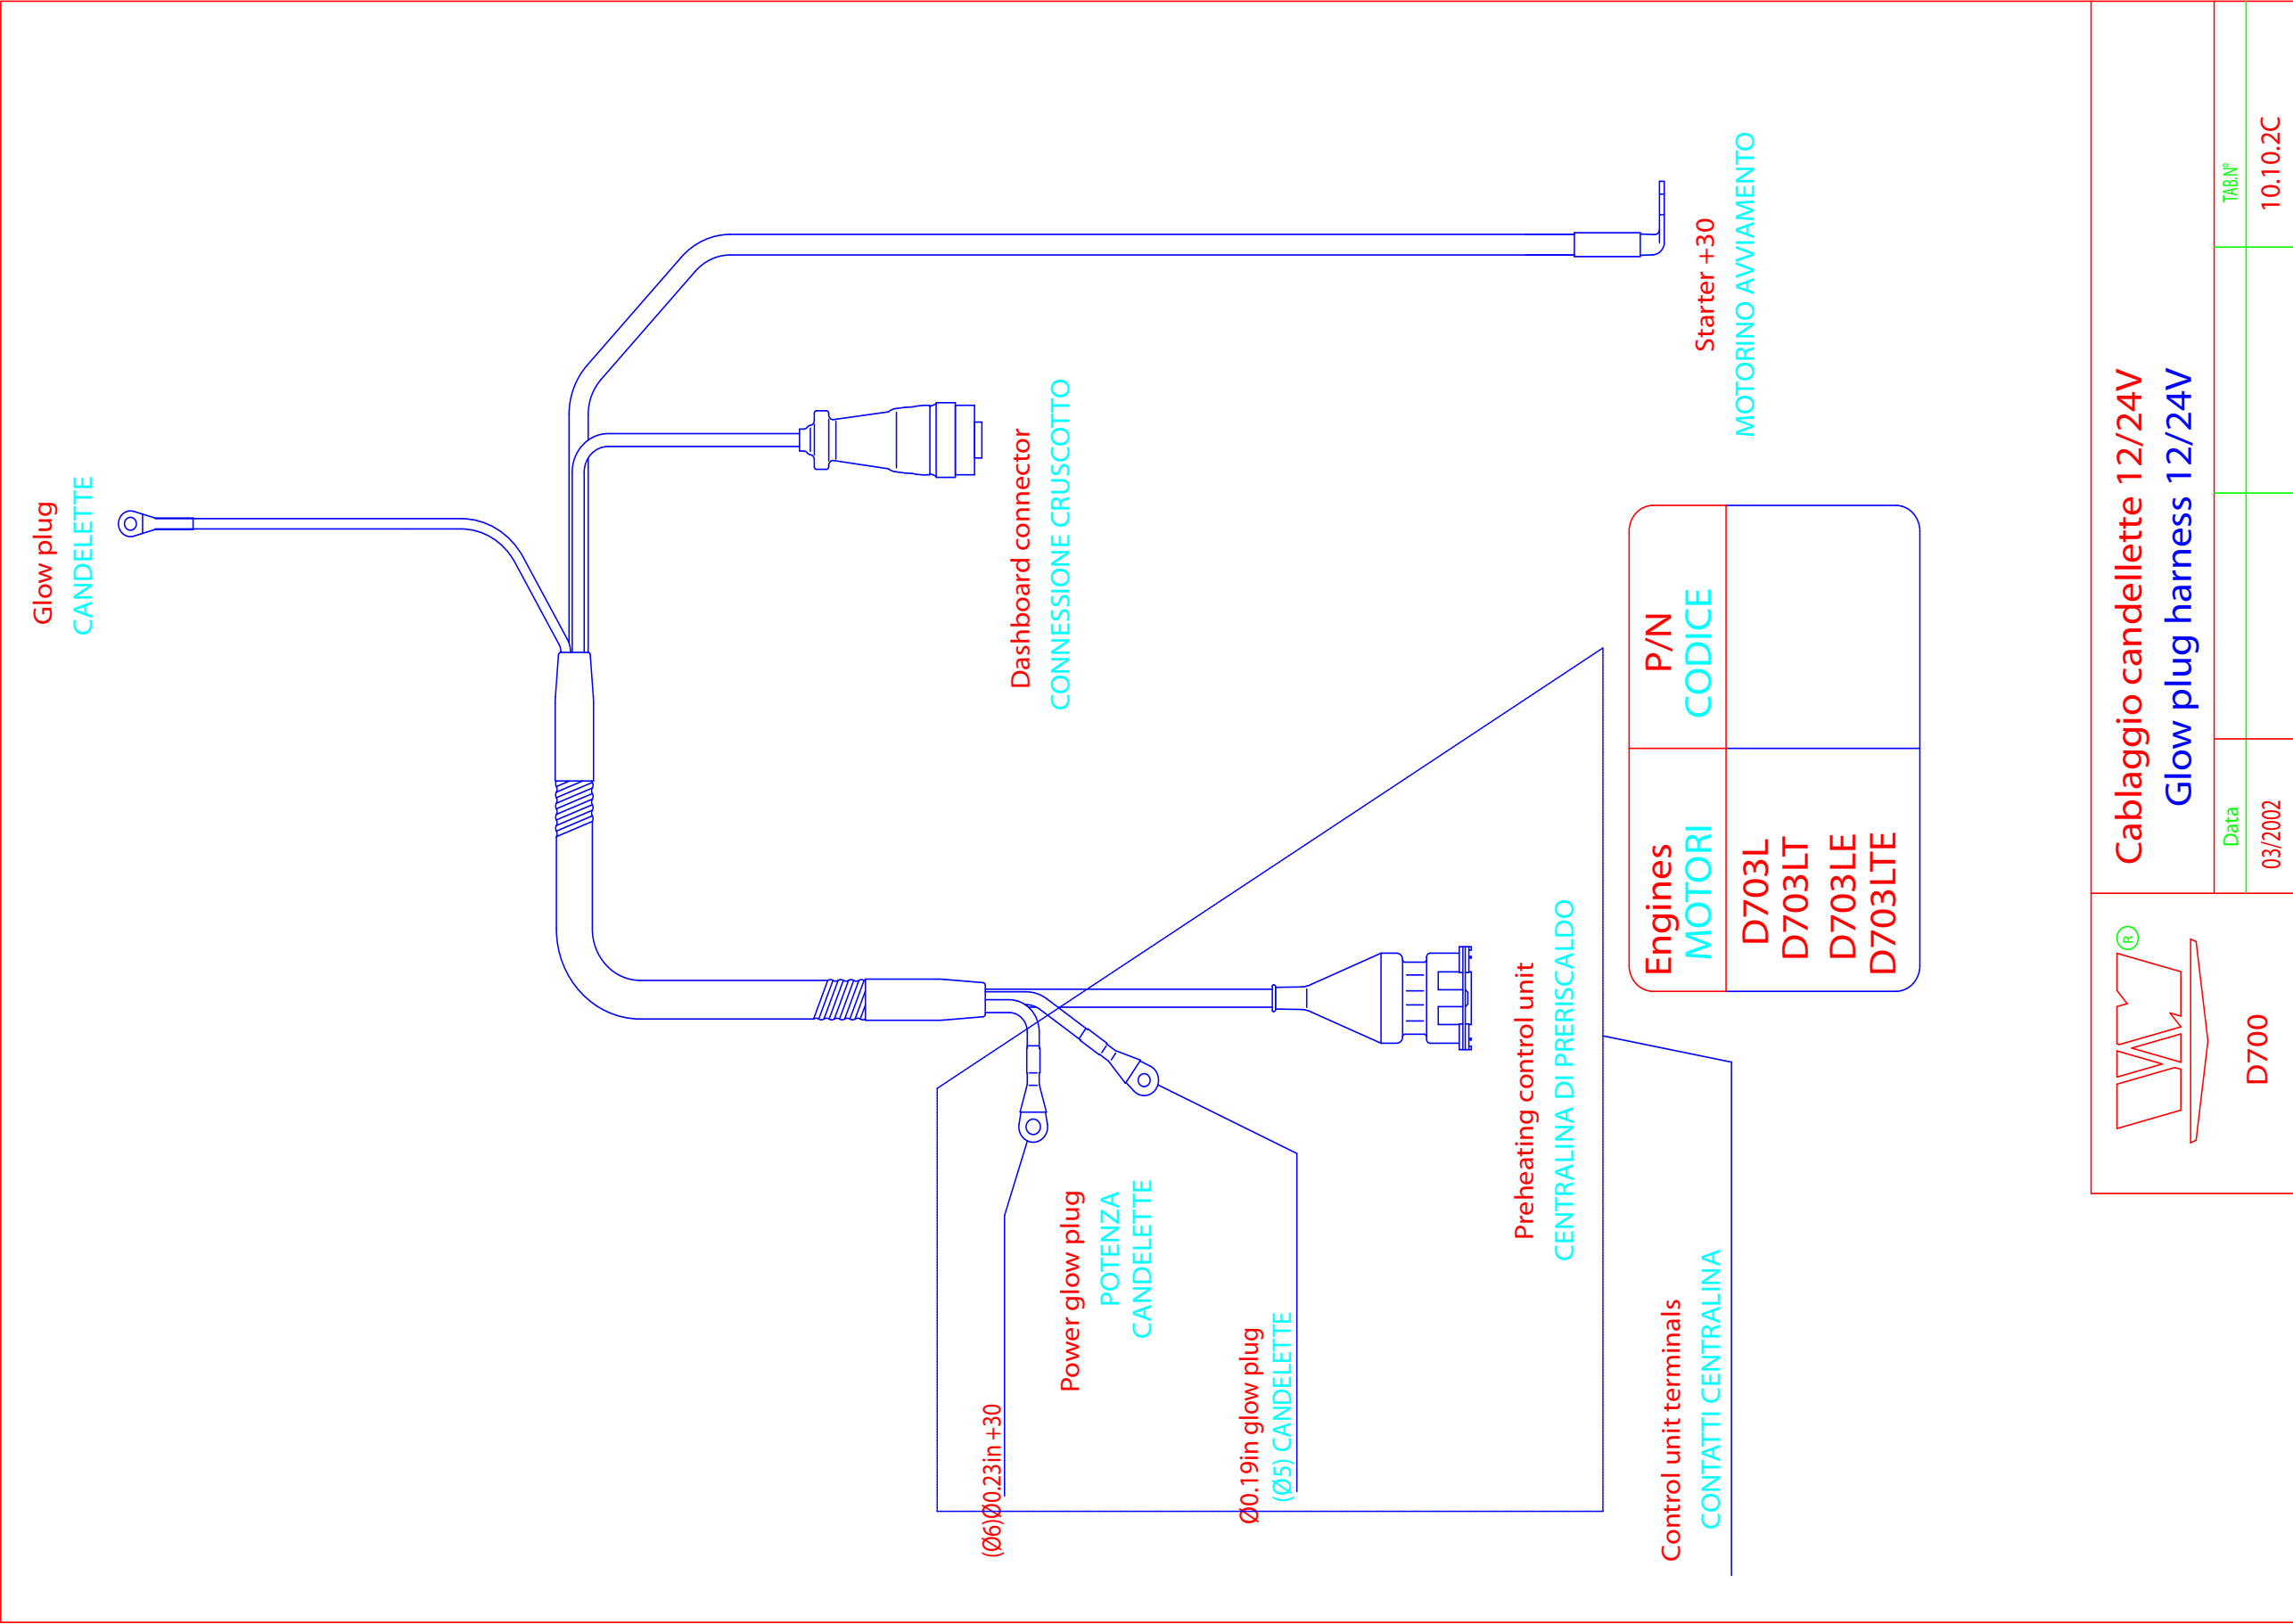 Glow plug
CANDELETTE
Dashboard connector
CONNESSIONE CRUSCOTTO
Starter +30
MOTORINO AVVIAMENTO
(Ø6)Ø0.23in +30
Power glow plug
POTENZA
CANDELETTE
Ø0.19in glow plug
(Ø5) CANDELETTE
Preheating control unit
CENTRALINA DI PRERISCALDO
Control unit terminals
CONTATTI CENTRALINA
Engines P/N
MOTORI CODICE
D703L
D703LT
D703LE
D703LTE
VM ®
D700
Cablaggio candellette 12/24V
Glow plug harness 12/24V
Data TAB.N°
03/2002 10.10.2C